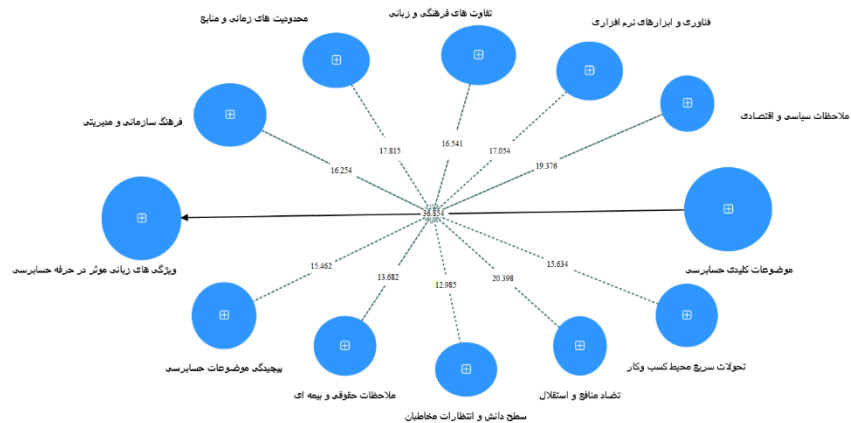 فناوری و ابزارهای نرم افزاری
تفاوت های فرهنگی و زبانی
محدودیت های زمانی و منابع
ملاحظات سیاسی و اقتصادی
فرهنگ سازمانی و مدیریتی
16.541
17.054
17.815
19.376
16.254
36.854
موضوعات کلیدی حسابرسی
ویژگی های زبانی موثر در حرفه حسابرسی
15.634
20.398
12.985
13.682
15.462
تحولات سریع محیط کسب وکار
پیچیدگی موضوعات حسابرسی
تضاد منافع و استقلال
ملاحظات حقوقی و بیمه ای
سطح دانش و انتظارات مخاطبان